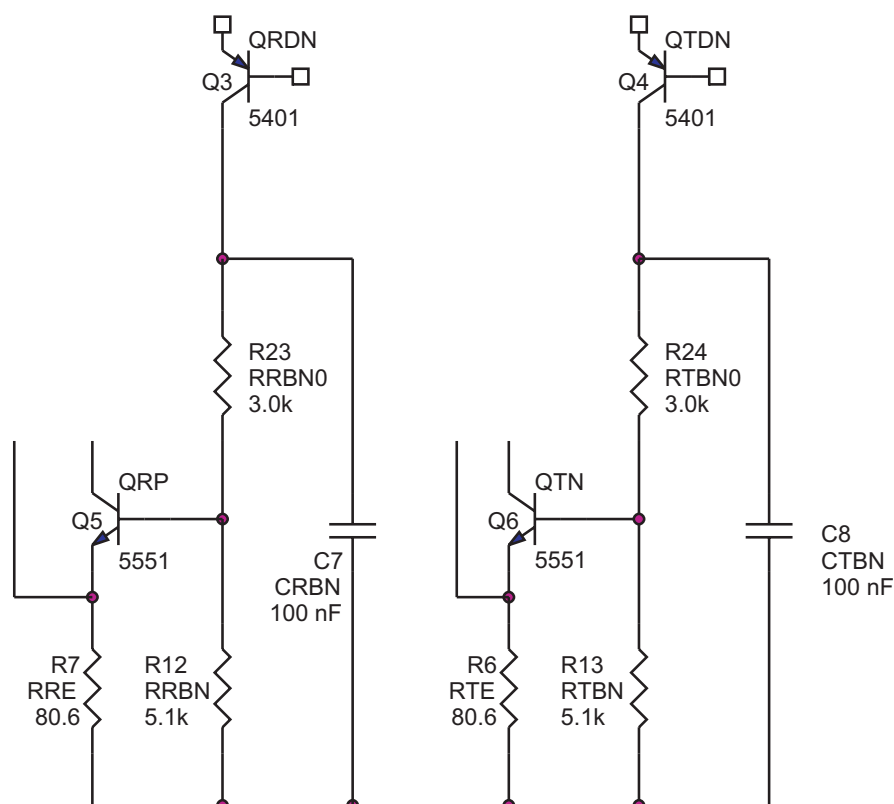 QRDN
Q3
5401
QTDN
Q4
5401
R23
RRBN0
3.0k
R24
RTBN0
3.0k
QRP
Q5
5551
QTN
Q6
5551
C7
CRBN
100 nF
C8
CTBN
100 nF
R7
RRE
80.6
R12
RRBN
5.1k
R6
RTE
80.6
R13
RTBN
5.1k